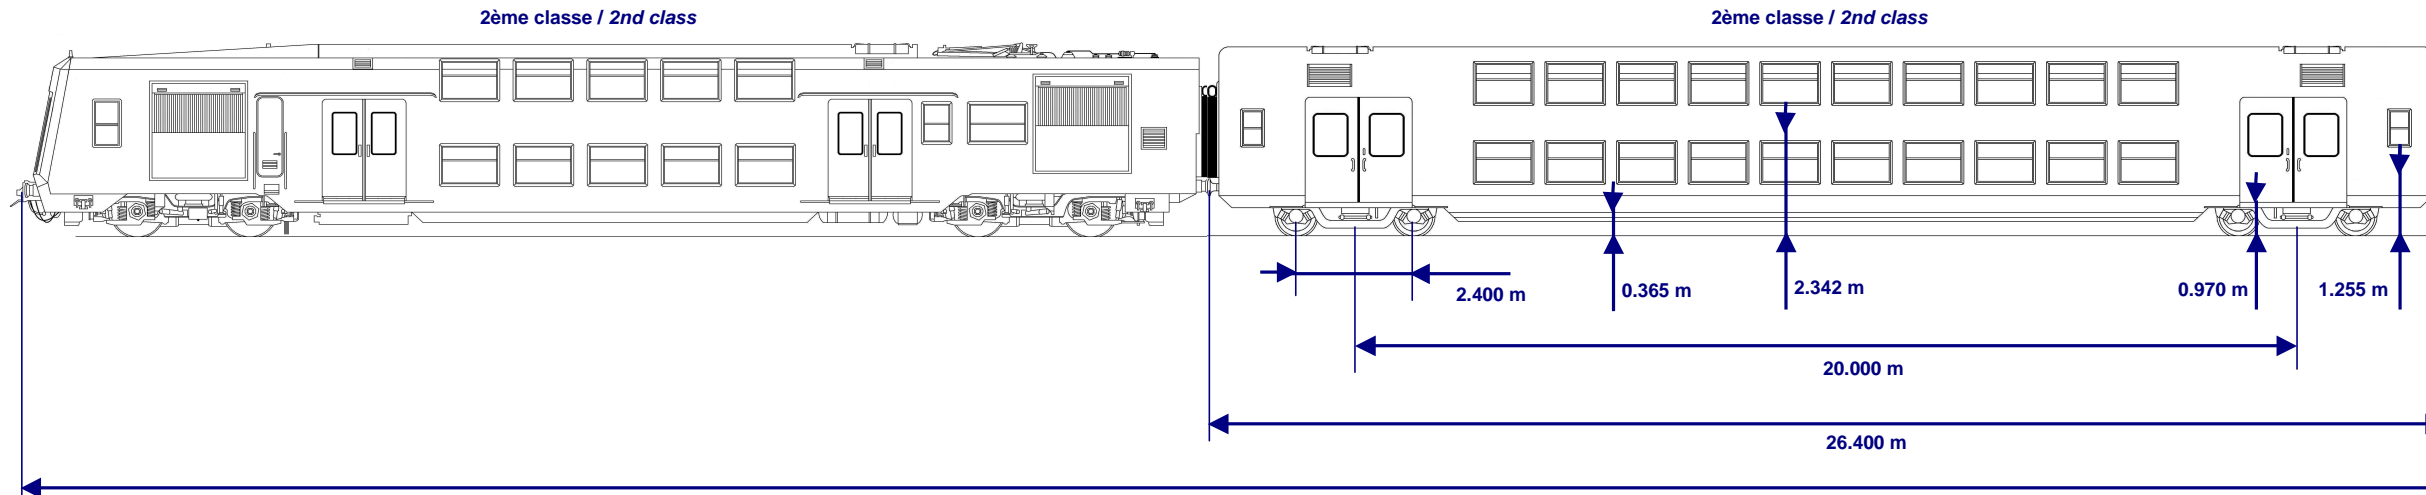 2ème classe / 2nd class
2ème classe / 2nd class
2.400 m
0.365 m
2.342 m
0.970 m
1.255 m
20.000 m
26.400 m